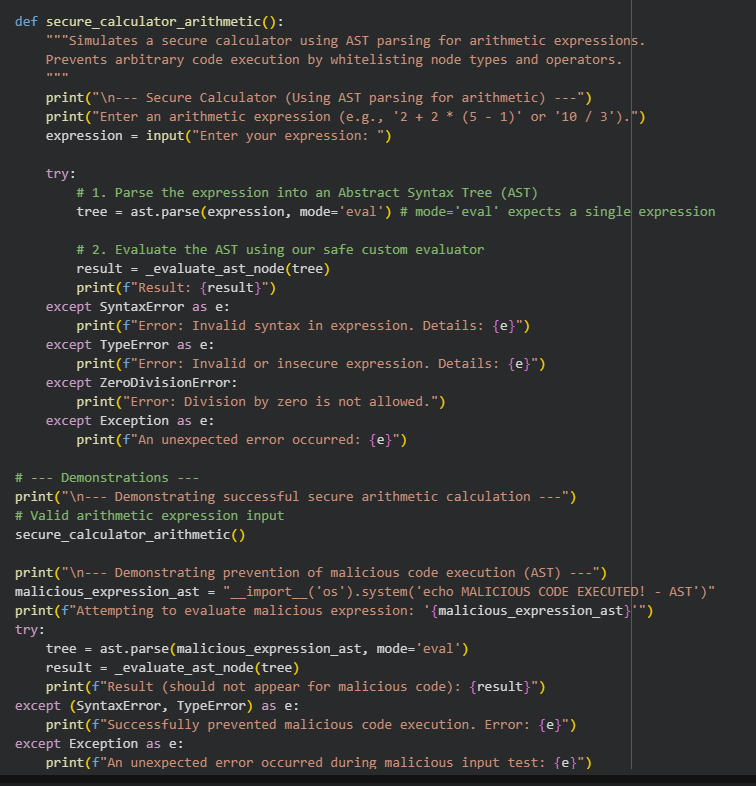 def secure_calculator_arithmetic():
    """Simulates a secure calculator using AST parsing for arithmetic expressions.
    Prevents arbitrary code execution by whitelisting node types and operators.
    """
    print("\n--- Secure Calculator (Using AST parsing for arithmetic) ---")
    print("Enter an arithmetic expression (e.g., '2 + 2 * (5 - 1)' or '10 / 3').")
    expression = input("Enter your expression: ")

    try:
        # 1. Parse the expression into an Abstract Syntax Tree (AST)
        tree = ast.parse(expression, mode='eval') # mode='eval' expects a single expression

        # 2. Evaluate the AST using our safe custom evaluator
        result = _evaluate_ast_node(tree)
        print(f"Result: {result}")
    except SyntaxError as e:
        print(f"Error: Invalid syntax in expression. Details: {e}")
    except TypeError as e:
        print(f"Error: Invalid or insecure expression. Details: {e}")
    except ZeroDivisionError:
        print("Error: Division by zero is not allowed.")
    except Exception as e:
        print(f"An unexpected error occurred: {e}")

# --- Demonstrations ---
print("\n--- Demonstrating successful secure arithmetic calculation ---")
# Valid arithmetic expression input
secure_calculator_arithmetic()

print("\n--- Demonstrating prevention of malicious code execution (AST) ---")
malicious_expression_ast = "__import__('os').system('echo MALICIOUS CODE EXECUTED! - AST')"
print(f"Attempting to evaluate malicious expression: '{malicious_expression_ast}'")
try:
    tree = ast.parse(malicious_expression_ast, mode='eval')
    result = _evaluate_ast_node(tree)
    print(f"Result (should not appear for malicious code): {result}")
except (SyntaxError, TypeError) as e:
    print(f"Successfully prevented malicious code execution. Error: {e}")
except Exception as e:
    print(f"An unexpected error occurred during malicious input test: {e}")